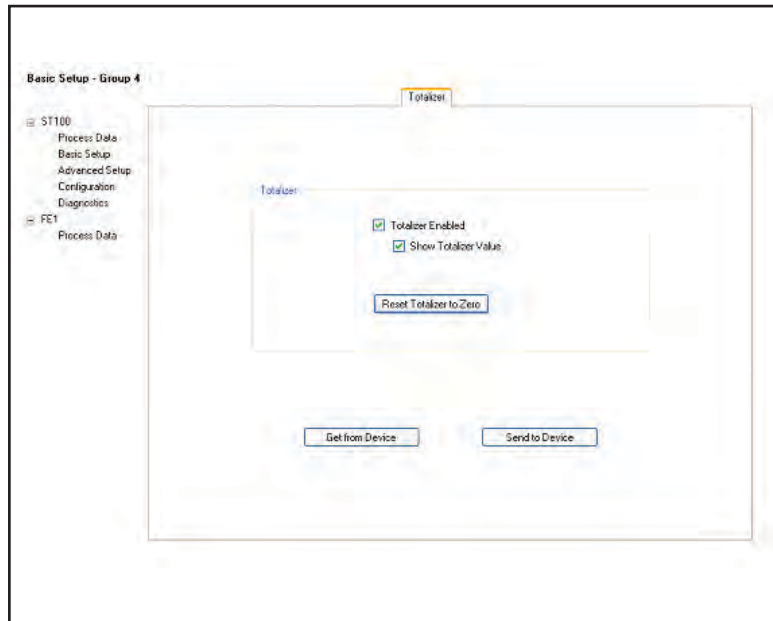 Basic Setup - Group 4
Totalizer
ST100
Process Data
Basic Setup
Advanced Setup
Configuration
Diagnostics
FE1
Process Data
Totalizer
Totalizer Enabled
Show Totalizer Value
Reset Totalizer to Zero
Get from Device
Send to Device